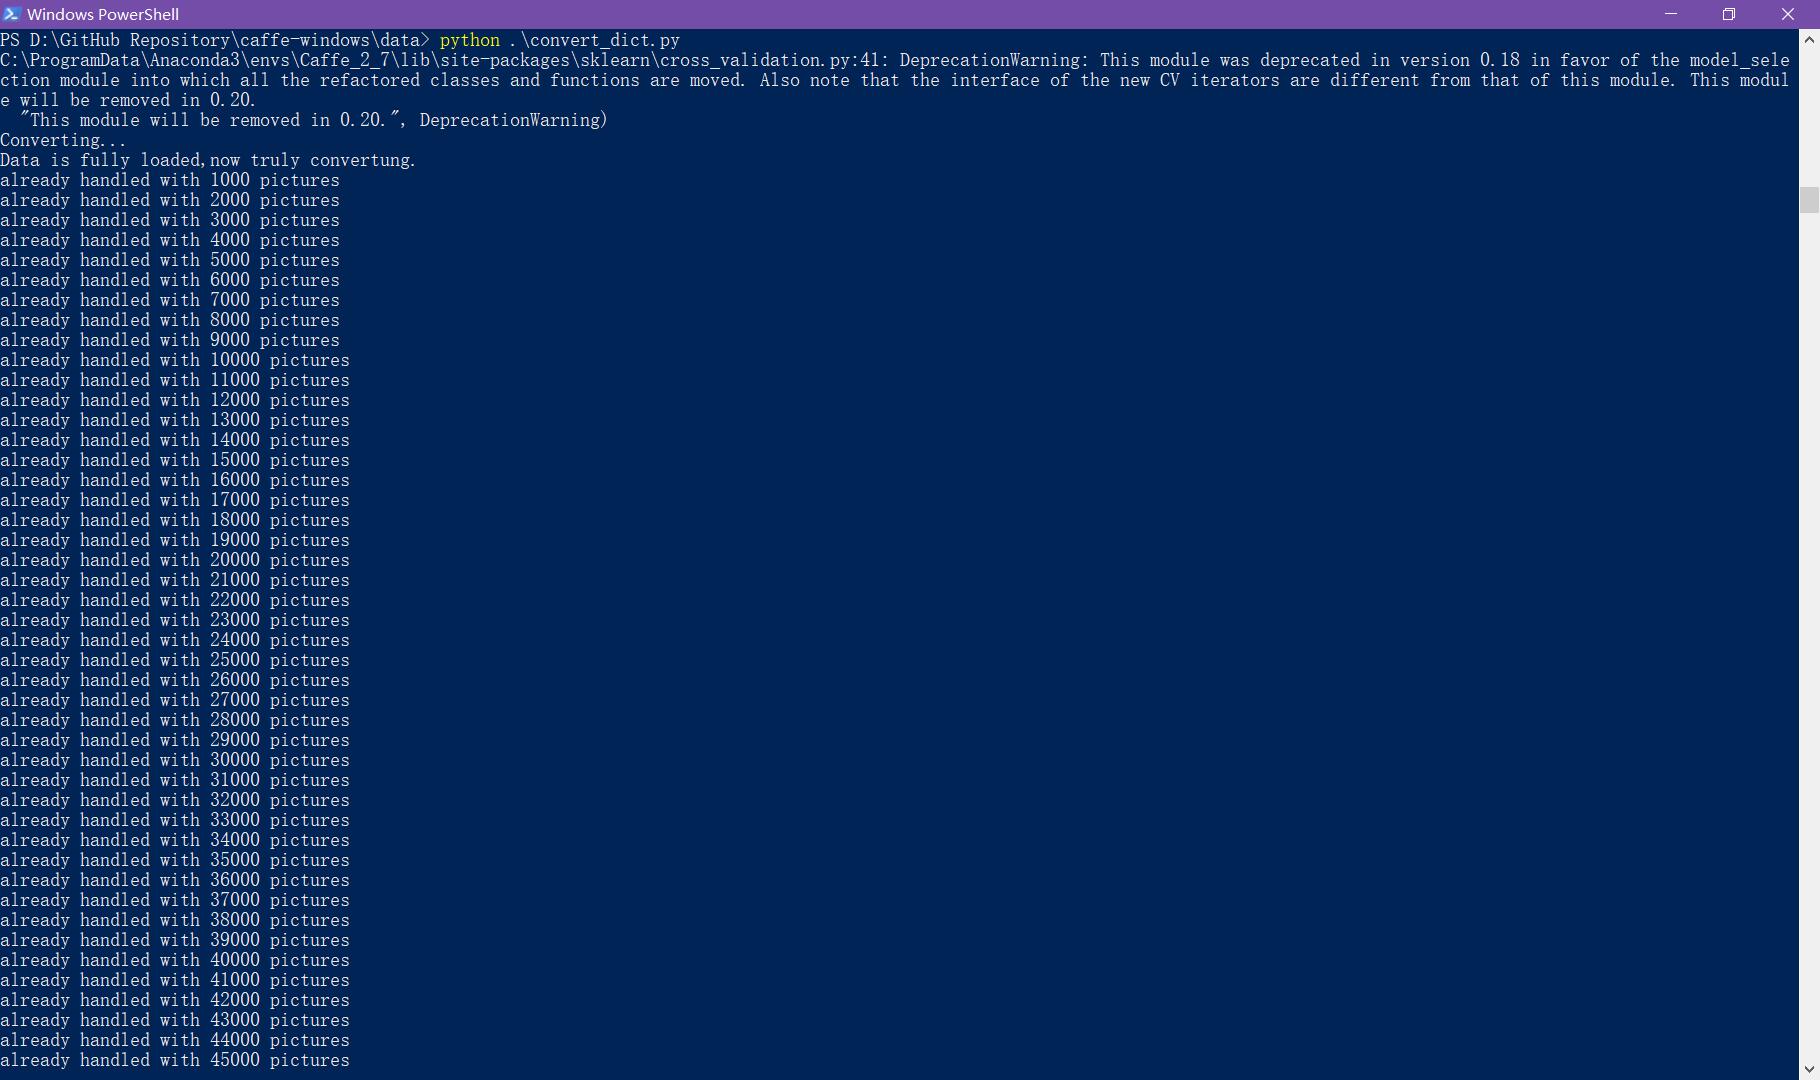 Windows PowerShell
PS D:\GitHub Repository\caffe-windows\data> python .\convert_dict.py
C:\ProgramData\Anaconda3\envs\Caffe_2_7\lib\site-packages\sklearn\cross_validation.py:41: DeprecationWarning: This module was deprecated in version 0.18 in favor of the model_sele
ction module into which all the refactored classes and functions are moved. Also note that the interface of the new CV iterators are different from that of this module. This modul
e will be removed in 0.20.
  "This module will be removed in 0.20.", DeprecationWarning)
Converting...
Data is fully loaded,now truly convertung.
already handled with 1000 pictures
already handled with 2000 pictures
already handled with 3000 pictures
already handled with 4000 pictures
already handled with 5000 pictures
already handled with 6000 pictures
already handled with 7000 pictures
already handled with 8000 pictures
already handled with 9000 pictures
already handled with 10000 pictures
already handled with 11000 pictures
already handled with 12000 pictures
already handled with 13000 pictures
already handled with 14000 pictures
already handled with 15000 pictures
already handled with 16000 pictures
already handled with 17000 pictures
already handled with 18000 pictures
already handled with 19000 pictures
already handled with 20000 pictures
already handled with 21000 pictures
already handled with 22000 pictures
already handled with 23000 pictures
already handled with 24000 pictures
already handled with 25000 pictures
already handled with 26000 pictures
already handled with 27000 pictures
already handled with 28000 pictures
already handled with 29000 pictures
already handled with 30000 pictures
already handled with 31000 pictures
already handled with 32000 pictures
already handled with 33000 pictures
already handled with 34000 pictures
already handled with 35000 pictures
already handled with 36000 pictures
already handled with 37000 pictures
already handled with 38000 pictures
already handled with 39000 pictures
already handled with 40000 pictures
already handled with 41000 pictures
already handled with 42000 pictures
already handled with 43000 pictures
already handled with 44000 pictures
already handled with 45000 pictures